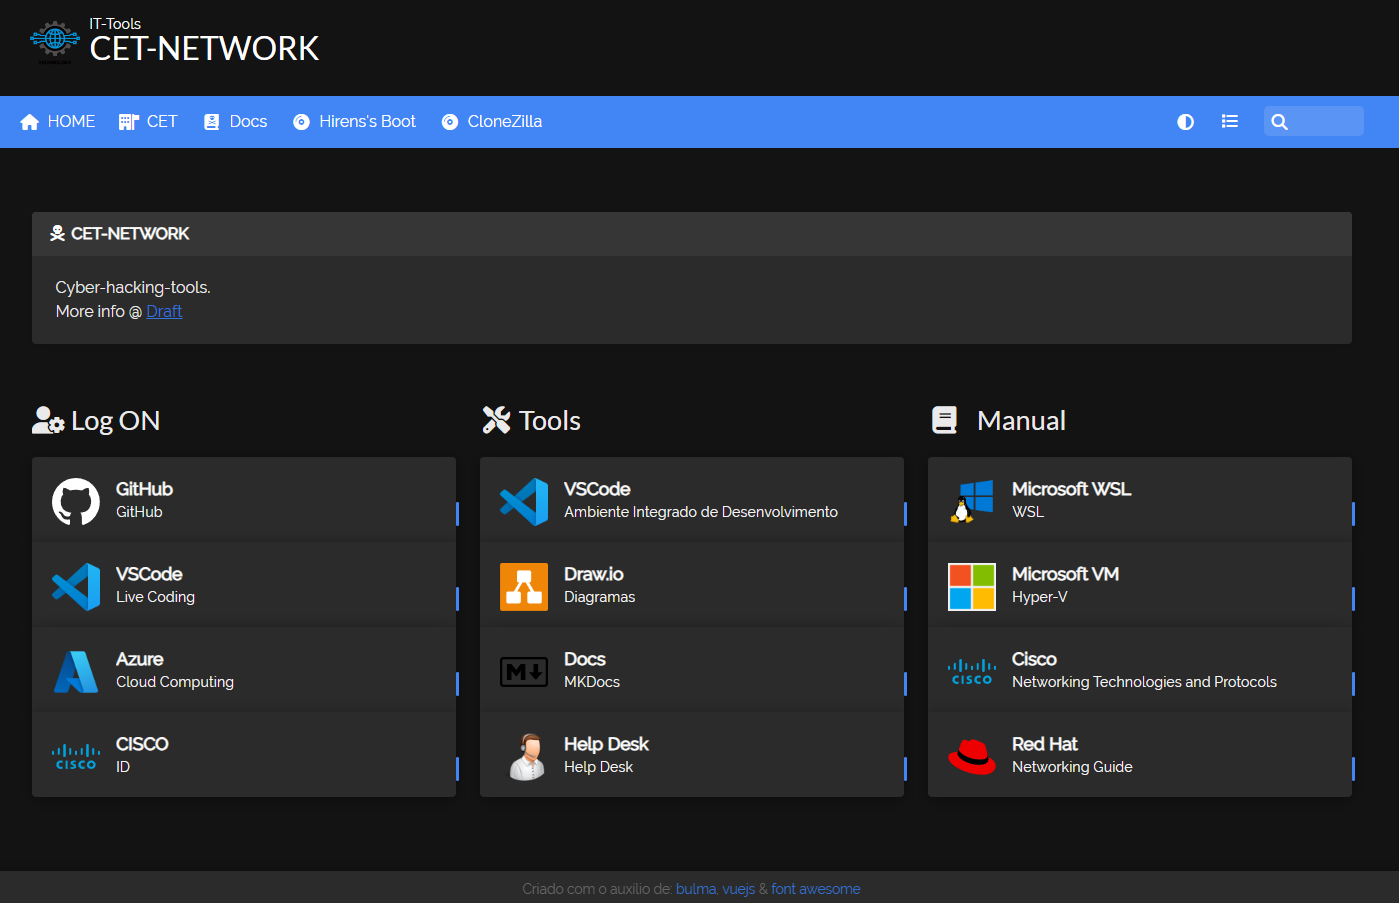 IT-Tools
CET-NETWORK
HOME CET Docs Hirens's Boot CloneZilla
CET-NETWORK
Cyber-hacking-tools.
More info @ Draft
Log ON
GitHub
GitHub
VSCode
Live Coding
Azure
Cloud Computing
CISCO
CISCO
ID
Tools
VSCode
Ambiente Integrado de Desenvolvimento
Draw.io
Diagramas
M
Docs
MKDocs
Help Desk
Help Desk
Manual
Microsoft WSL
WSL
Microsoft VM
Hyper-V
CISCO
Cisco
Networking Technologies and Protocols
Red Hat
Networking Guide
Criado com o auxílio de: bulma, vuejs & font awesome